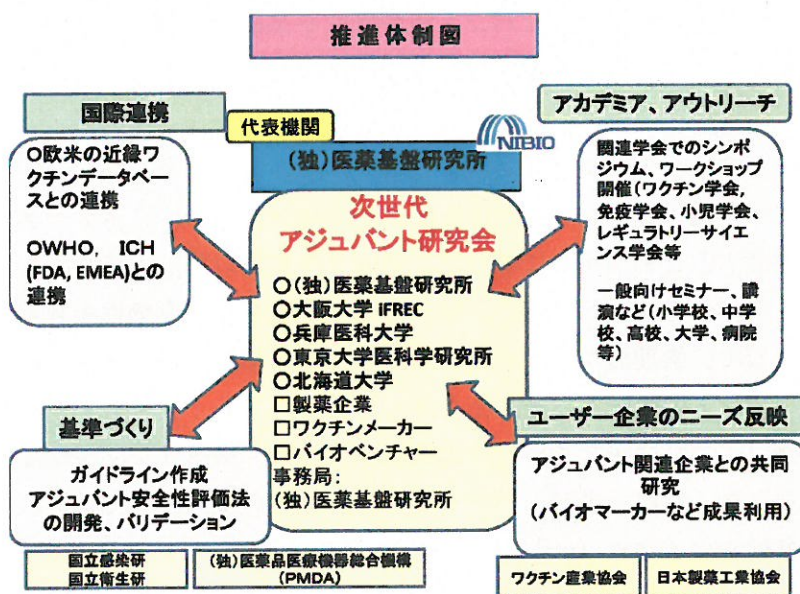 推進体制図
国際連携
○欧米の近縁ワ
クチンデータベー
スとの連携
○WHO, ICH
(FDA, EMEA)との
連携
代表機関
NIBIO
(独)医薬基盤研究所
次世代
アジュバント研究会
○(独)医薬基盤研究所
○大阪大学 iFREC
○兵庫医科大学
○東京大学医科学研究所
○北海道大学
□製薬企業
□ワクチンメーカー
□バイオベンチャー
事務局:
(独)医薬基盤研究所
アカデミア、アウトリーチ
関連学会でのシンポ
ジウム、ワークショップ
開催(ワクチン学会,
免疫学会、小児学会、
レギュラトリーサイエ
ンス学会等
一般向けセミナー、講
演など(小学校、中学
校、高校、大学、病院
等)
基準づくり
ガイドライン作成
アジュバント安全性評価法
の開発、バリデーション
国立感染研
国立衛生研
(独)医薬品医療機器総合機構
(PMDA)
ユーザー企業のニーズ反映
アジュバント関連企業との共同
研究
(バイオマーカーなど成果利用)
ワクチン産業協会
日本製薬工業協会